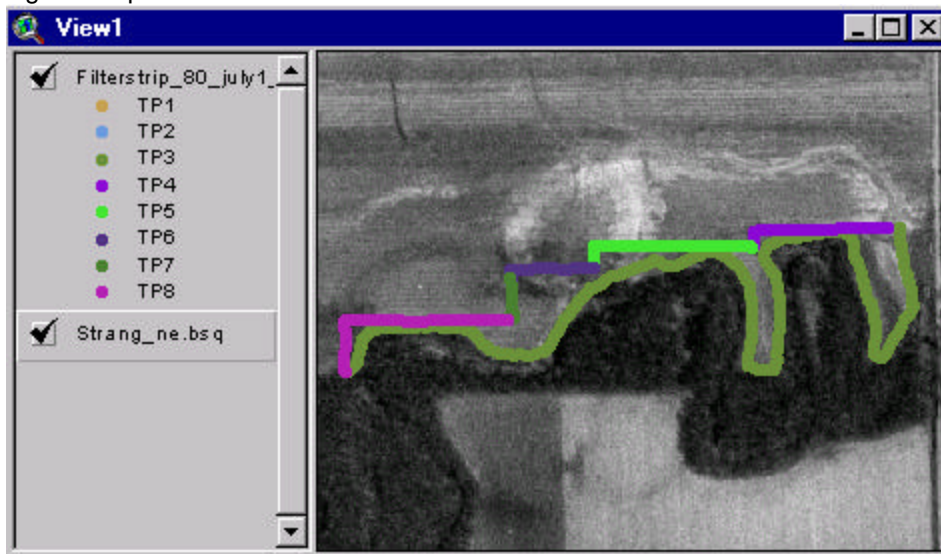 View1
Filterstrip_80_july1_
TP1
TP2
TP3
TP4
TP5
TP6
TP7
TP8
Strang_ne.bsq